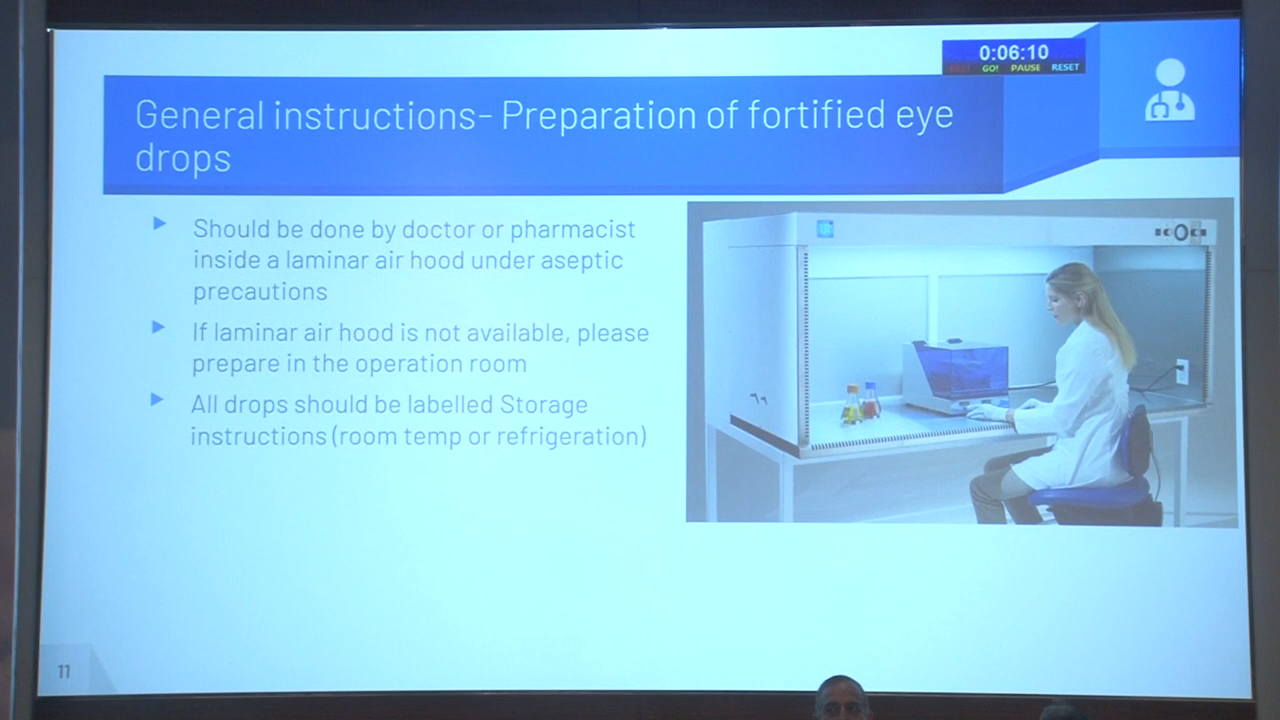 0:06:10
EXIT GO! PAUSE RESET
General instructions- Preparation of fortified eye
drops
Should be done by doctor or pharmacist
inside a laminar air hood under aseptic
precautions
If laminar air hood is not available, please
prepare in the operation room
All drops should be labelled Storage
instructions (room temp or refrigeration)
11